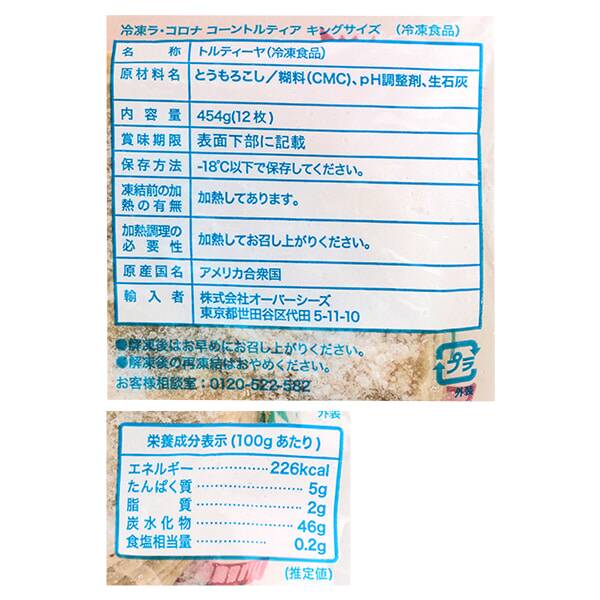 冷凍ラ・コロナ コーントルティア キングサイズ （冷凍食品）
名 称 トルティーヤ（冷凍食品）
原材料名 とうもろこし／糊料（CMC）、pH調整剤、生石灰
内 容 量 454g（12枚）
賞味期限 表面下部に記載
保存方法 -18℃以下で保存してください。
凍結前の加
熱の有無 加熱してあります。
加熱調理の
必 要 性 加熱してお召し上がりください。
原産国名 アメリカ合衆国
輸 入 者 株式会社オーバーシーズ
東京都世田谷区代田 5-11-10
●解凍後はお早めにお召し上がりください。
●解凍後の再凍結はおやめください。
お客様相談室：0120-522-582
プラ
外装
外装
栄養成分表示（100gあたり）
エネルギー ………… 226kcal
たんぱく質 ………… 5g
脂 質 ………… 2g
炭水化物 ………… 46g
食塩相当量 ………… 0.2g
（推定値）